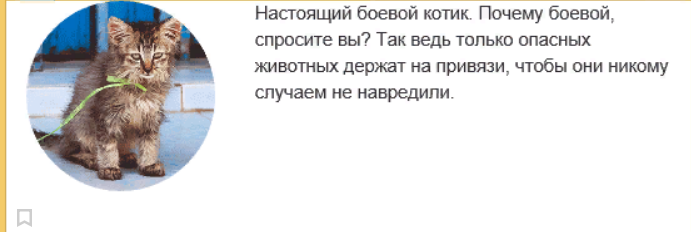 Настоящий боевой котик. Почему боевой,
спросите вы? Так ведь только опасных
животных держат на привязи, чтобы они никому
случаем не навредили.